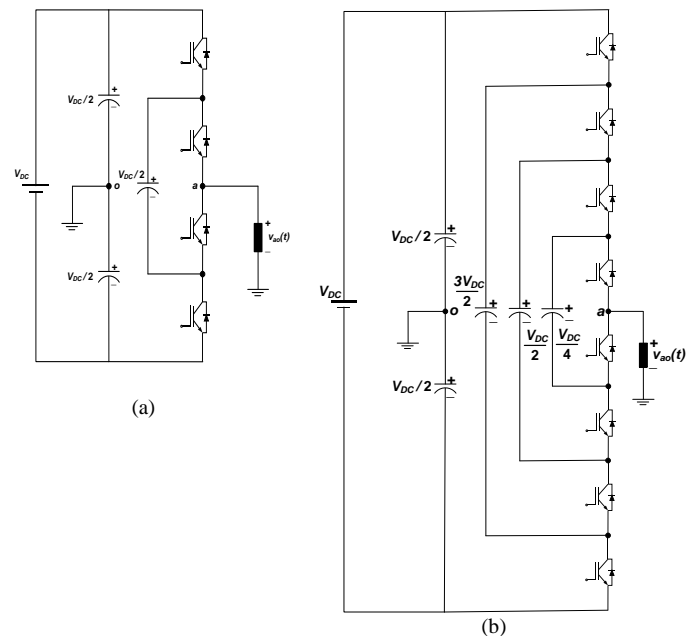 V_DC
V_DC/2
+
_
V_DC/2
+
_
o
V_DC/2
+
_
a
+
v_ao(t)
_
(a)
V_DC
V_DC/2
+
_
o
V_DC/2
+
_
3V_DC
2
+
_
V_DC
2
+
_
V_DC
4
+
_
a
+
v_ao(t)
_
(b)